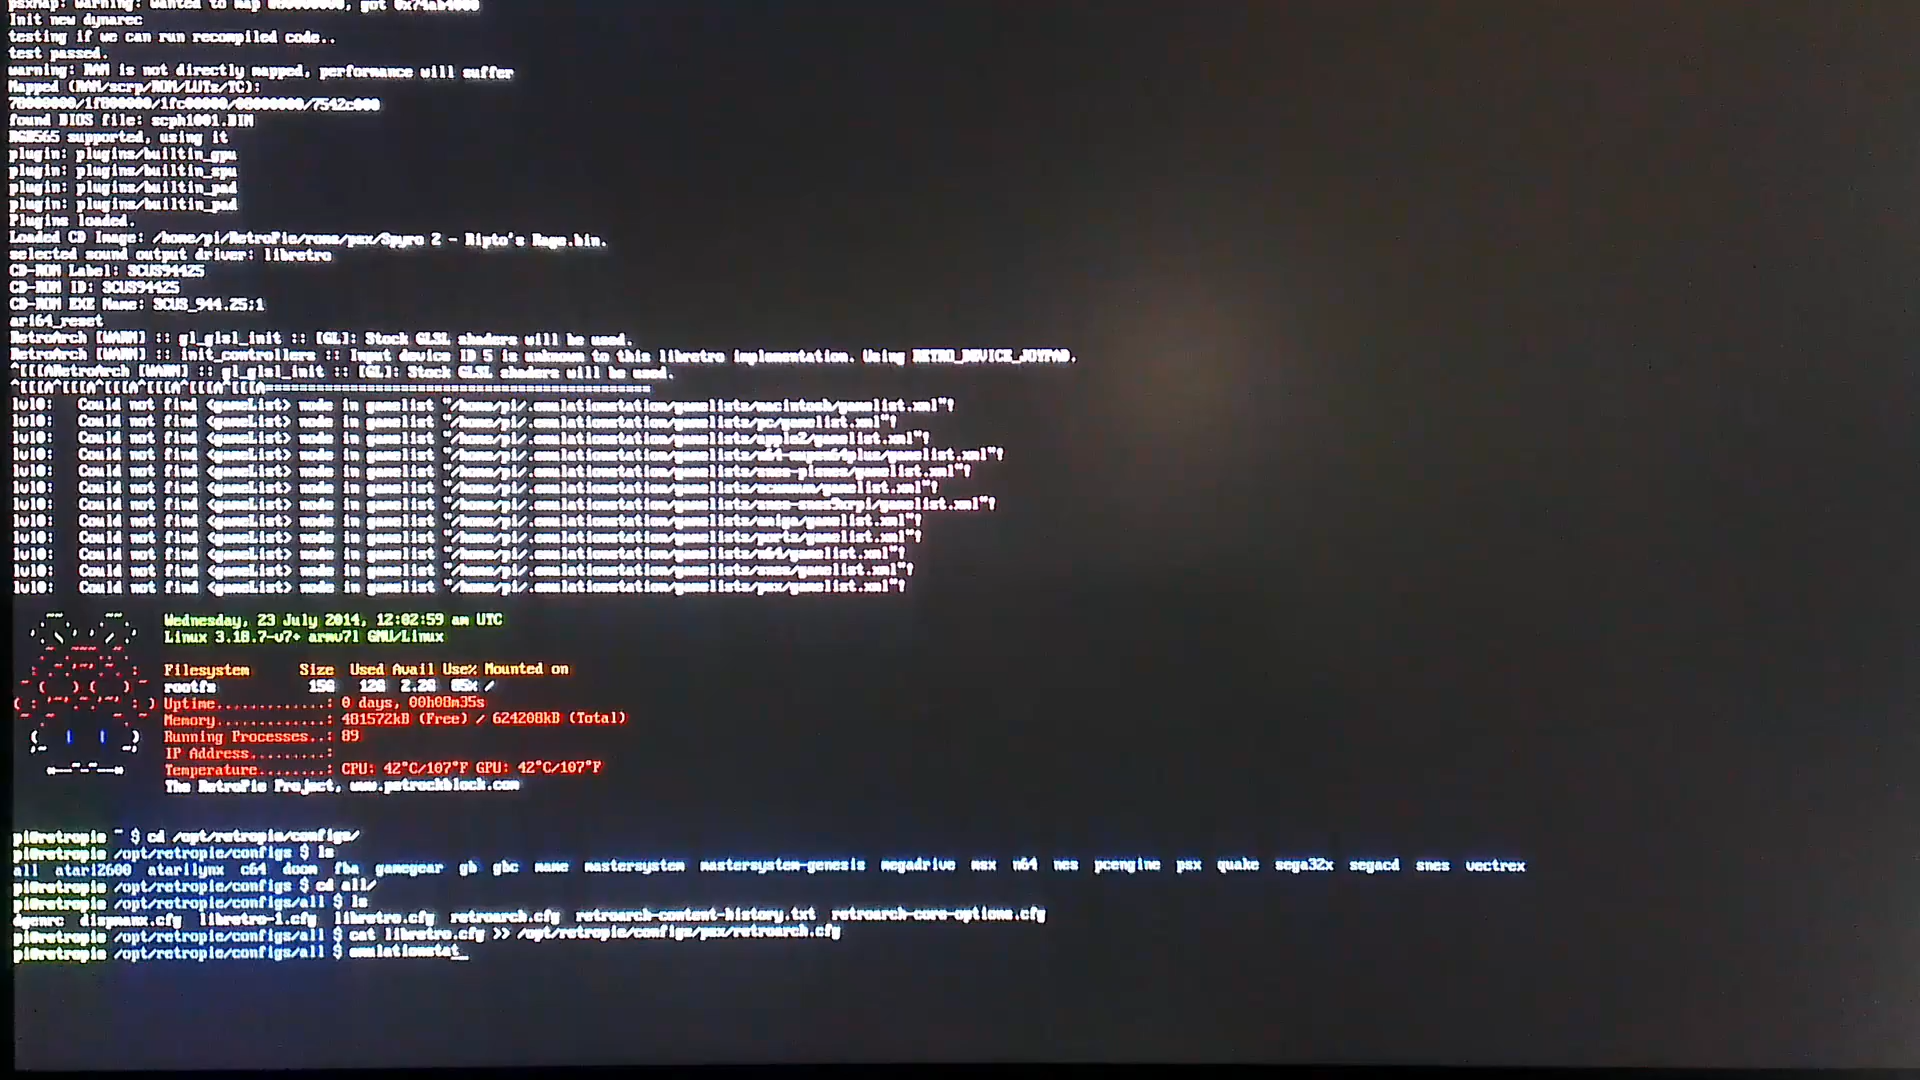 psxmap: warning: wanted to map 0x80000000, got 0x74ab4000
Init new dynarec
testing if we can run recompiled code..
test passed.
warning: RAM is not directly mapped, performance will suffer
Mapped (RAM/scrp/ROM/LUTs/TC):
78000000/1f800000/1fc00000/08000000/7542c000
found BIOS file: scph1001.BIN
RGB565 supported, using it
plugin: plugins/builtin_gpu
plugin: plugins/builtin_spu
plugin: plugins/builtin_pad
plugin: plugins/builtin_pad
Plugins loaded.
Loaded CD Image: /home/pi/RetroPie/roms/psx/Spyro 2 - Ripto's Rage.bin.
selected sound output driver: libretro
CD-ROM Label: SCUS94425
CD-ROM ID: SCUS94425
CD-ROM EXE Name: SCUS_944.25;1
ari64_reset
RetroArch [WARN] :: gl_glsl_init :: [GL]: Stock GLSL shaders will be used.
RetroArch [WARN] :: init_controllers :: Input device ID 5 is unknown to this libretro implementation. Using RETRO_DEVICE_JOYPAD.
^[[[ARetroArch [WARN] :: gl_glsl_init :: [GL]: Stock GLSL shaders will be used.
^[[[A^[[[A^[[[A^[[[A^[[[A===============================================
lvl0: Could not find <gameList> node in gamelist "/home/pi/.emulationstation/gamelists/macintosh/gamelist.xml"!
lvl0: Could not find <gameList> node in gamelist "/home/pi/.emulationstation/gamelists/pc/gamelist.xml"!
lvl0: Could not find <gameList> node in gamelist "/home/pi/.emulationstation/gamelists/apple2/gamelist.xml"!
lvl0: Could not find <gameList> node in gamelist "/home/pi/.emulationstation/gamelists/n64-mupen64plus/gamelist.xml"!
lvl0: Could not find <gameList> node in gamelist "/home/pi/.emulationstation/gamelists/snes-pisnes/gamelist.xml"!
lvl0: Could not find <gameList> node in gamelist "/home/pi/.emulationstation/gamelists/scummvm/gamelist.xml"!
lvl0: Could not find <gameList> node in gamelist "/home/pi/.emulationstation/gamelists/snes-snes9xrpi/gamelist.xml"!
lvl0: Could not find <gameList> node in gamelist "/home/pi/.emulationstation/gamelists/amiga/gamelist.xml"!
lvl0: Could not find <gameList> node in gamelist "/home/pi/.emulationstation/gamelists/ports/gamelist.xml"!
lvl0: Could not find <gameList> node in gamelist "/home/pi/.emulationstation/gamelists/n64/gamelist.xml"!
lvl0: Could not find <gameList> node in gamelist "/home/pi/.emulationstation/gamelists/snes/gamelist.xml"!
lvl0: Could not find <gameList> node in gamelist "/home/pi/.emulationstation/gamelists/psx/gamelist.xml"!
Wednesday, 23 July 2014, 12:02:59 am UTC
Linux 3.18.7-v7+ armv7l GNU/Linux
Filesystem Size Used Avail Use% Mounted on
rootfs 15G 12G 2.2G 85% /
Uptime.............: 0 days, 00h08m35s
Memory.............: 481572kB (Free) / 624208kB (Total)
Running Processes..: 89
IP Address.........:
Temperature........: CPU: 42°C/107°F GPU: 42°C/107°F
The RetroPie Project, www.petrockblock.com
pi@retropie ~ $ cd /opt/retropie/configs/
pi@retropie /opt/retropie/configs $ ls
all atari2600 atarilynx c64 doom fba gamegear gb gbc mame mastersystem mastersystem-genesis megadrive msx n64 nes pcengine psx quake sega32x segacd snes vectrex
pi@retropie /opt/retropie/configs $ cd all/
pi@retropie /opt/retropie/configs/all $ ls
dgenrc dispmanx.cfg libretro-1.cfg libretro.cfg retroarch.cfg retroarch-content-history.txt retroarch-core-options.cfg
pi@retropie /opt/retropie/configs/all $ cat libretro.cfg >> /opt/retropie/configs/psx/retroarch.cfg
pi@retropie /opt/retropie/configs/all $ emulationstat_